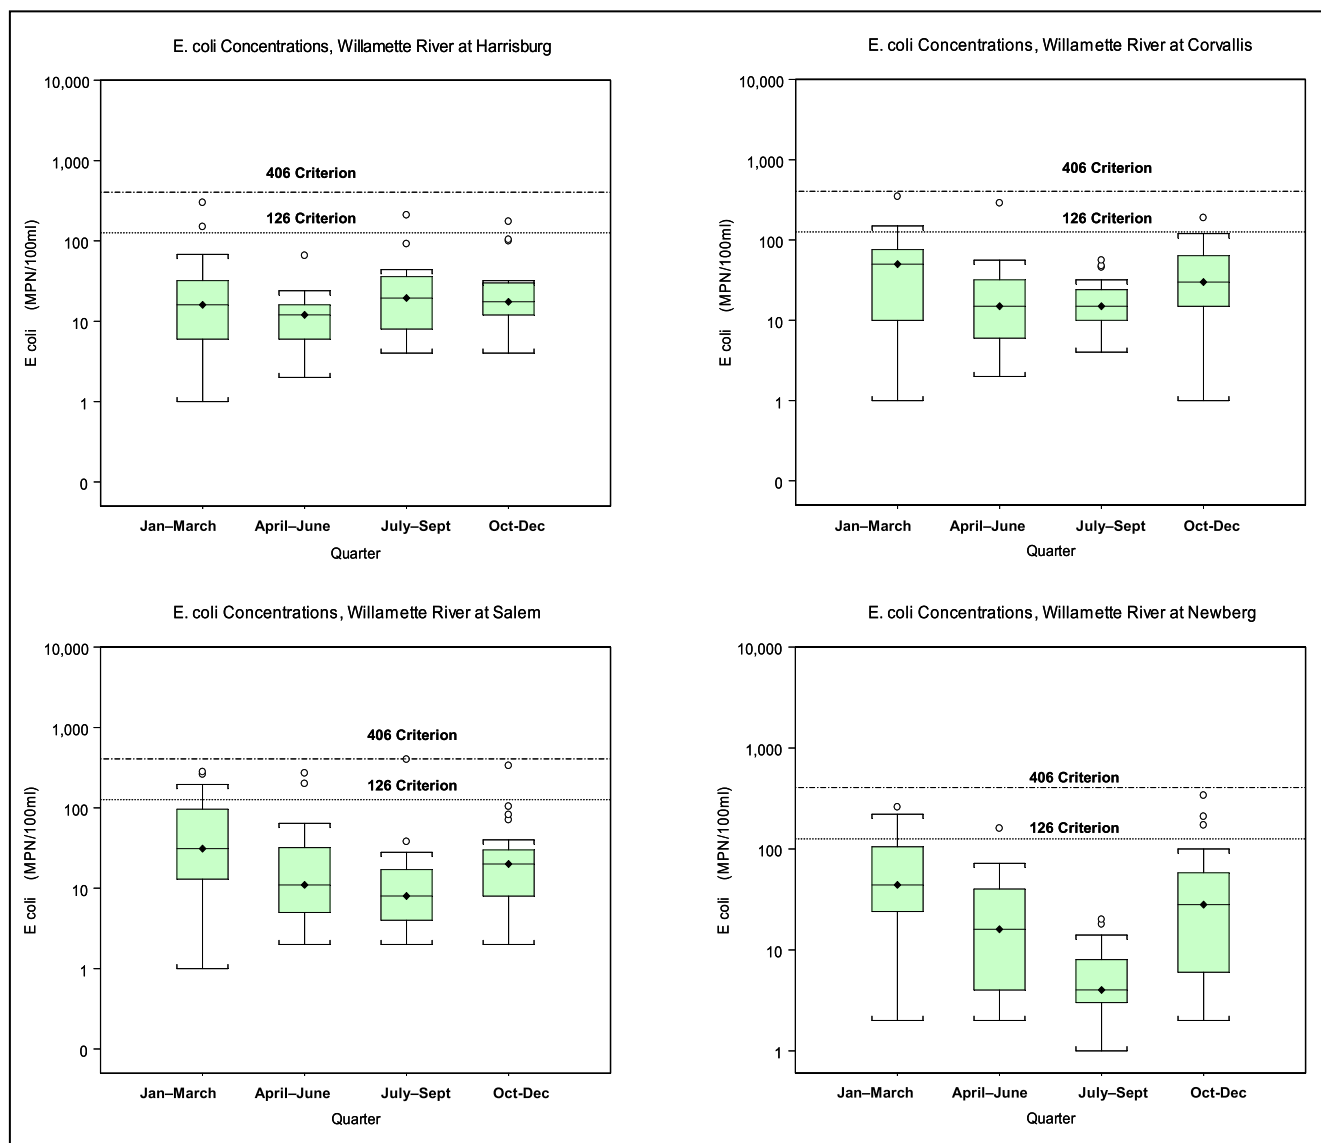 E. coli Concentrations, Willamette River at Harrisburg
10,000
1,000
406 Criterion
126 Criterion
100
10
1
0
E coli (MPN/100ml)
Jan–March April–June July–Sept Oct-Dec
Quarter
E. coli Concentrations, Willamette River at Corvallis
10,000
1,000
406 Criterion
126 Criterion
100
10
1
0
E coli (MPN/100ml)
Jan–March April–June July–Sept Oct-Dec
Quarter
E. coli Concentrations, Willamette River at Salem
10,000
1,000
406 Criterion
126 Criterion
100
10
1
0
E coli (MPN/100ml)
Jan–March April–June July–Sept Oct-Dec
Quarter
E. coli Concentrations, Willamette River at Newberg
10,000
1,000
406 Criterion
126 Criterion
100
10
1
E coli (MPN/100ml)
Jan–March April–June July–Sept Oct-Dec
Quarter